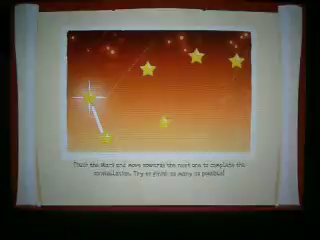 Touch the stars and move towards the next one to complete the
constellation. Try to finish as many as possible!